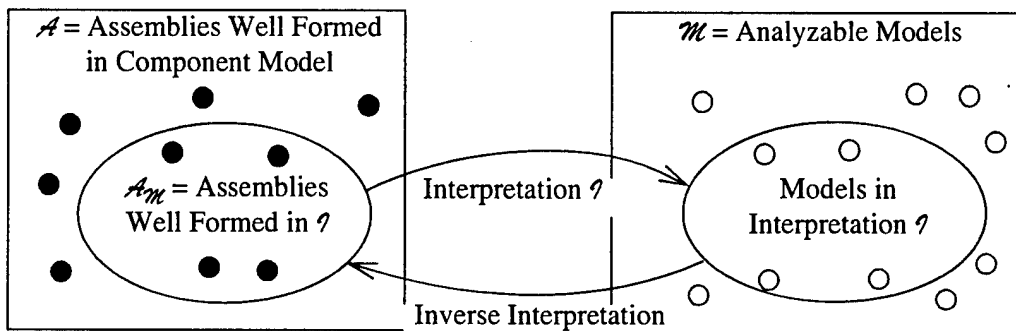 𝒜 = Assemblies Well Formed
in Component Model
ℳ = Analyzable Models
𝒜ℳ = Assemblies
Well Formed in ℐ
Interpretation ℐ
Models in
Interpretation ℐ
Inverse Interpretation